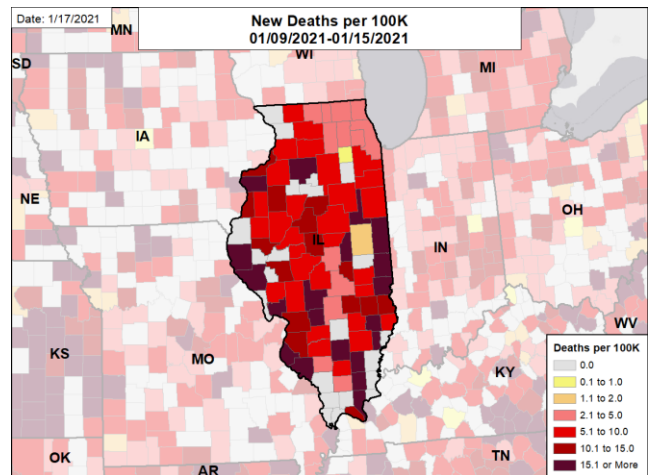 Date: 1/17/2021
New Deaths per 100K
01/09/2021-01/15/2021
MN
WI
SD
MI
IA
NE
IL
IN
OH
WV
KS
MO
KY
OK
AR
TN
Deaths per 100K
0.0
0.1 to 1.0
1.1 to 2.0
2.1 to 5.0
5.1 to 10.0
10.1 to 15.0
15.1 or More